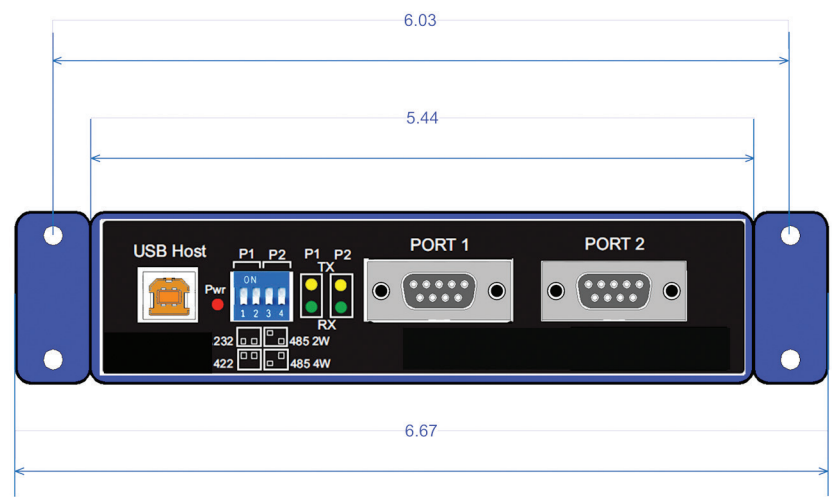 6.03
5.44
USB Host
P1 P2
P1 P2
TX
PORT 1
PORT 2
Pwr
ON
1 2 3 4
RX
232
485 2W
422
485 4W
6.67